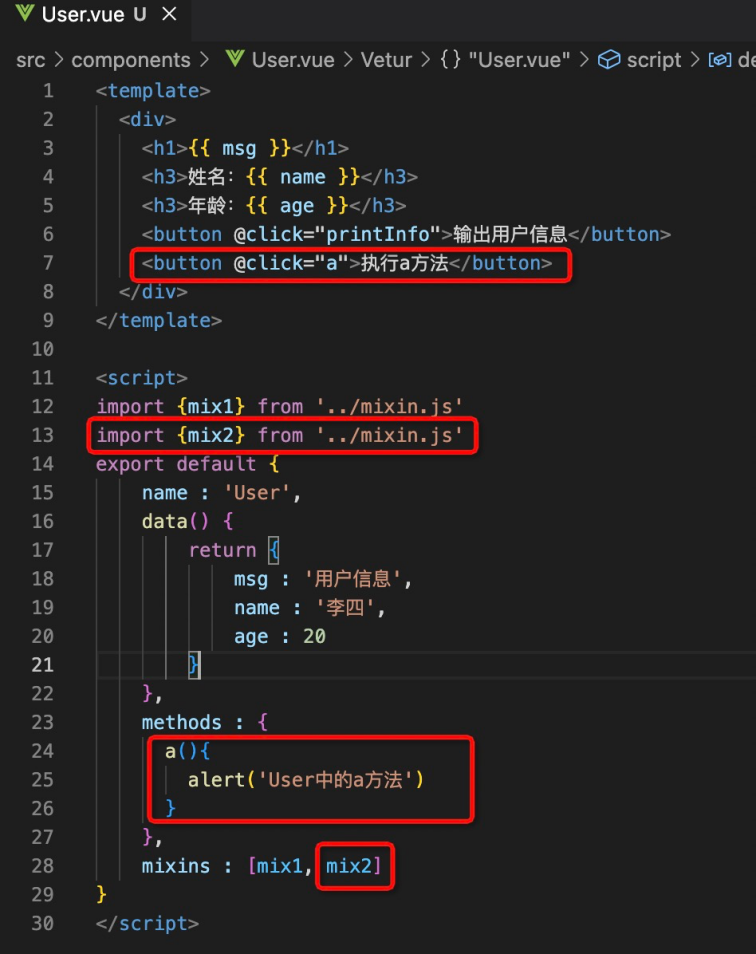 User.vue U ×
src > components > User.vue > Vetur > {} "User.vue" > script > de
1 <template>
2 <div>
3 <h1>{{ msg }}</h1>
4 <h3>姓名：{{ name }}</h3>
5 <h3>年龄：{{ age }}</h3>
6 <button @click="printInfo">输出用户信息</button>
7 <button @click="a">执行a方法</button>
8 </div>
9 </template>
10
11 <script>
12 import {mix1} from '../mixin.js'
13 import {mix2} from '../mixin.js'
14 export default {
15 name : 'User',
16 data() {
17 return {
18 msg : '用户信息',
19 name : '李四',
20 age : 20
21 }
22 },
23 methods : {
24 a(){
25 alert('User中的a方法')
26 }
27 },
28 mixins : [mix1, mix2]
29 }
30 </script>